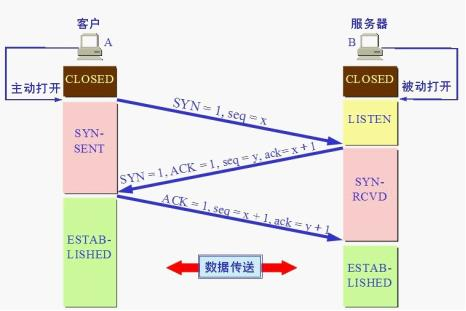 客户
服务器
A
B
主动打开
CLOSED
CLOSED
被动打开
SYN = 1, seq = x
LISTEN
SYN-
SENT
SYN = 1, ACK = 1, seq = y, ack= x + 1
SYN-
RCVD
ACK = 1, seq = x + 1, ack = y + 1
ESTAB-
LISHED
数据传送
ESTAB-
LISHED